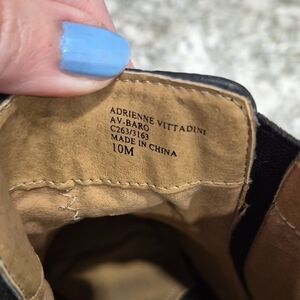 ADRIENNE VITTADINI
AV-BARO
C263/3163
MADE IN CHINA
10M